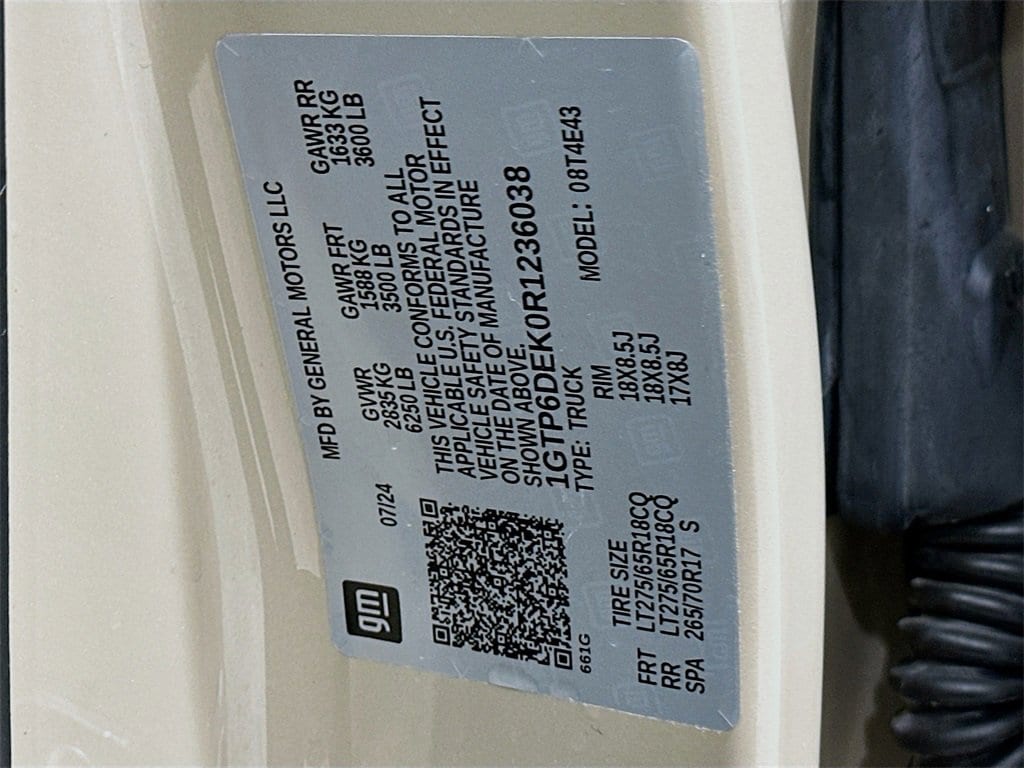 gm
MFD BY GENERAL MOTORS LLC
07/24
GVWR GAWR FRT GAWR RR
2835 KG 1588 KG 1633 KG
6250 LB 3500 LB 3600 LB
THIS VEHICLE CONFORMS TO ALL
APPLICABLE U.S. FEDERAL MOTOR
VEHICLE SAFETY STANDARDS IN EFFECT
ON THE DATE OF MANUFACTURE
SHOWN ABOVE.
1GTP6DEK0R1236038
TYPE: TRUCK MODEL: 08T4E43
661G
TIRE SIZE RIM
FRT LT275/65R18CQ 18X8.5J
RR LT275/65R18CQ 18X8.5J
SPA 265/70R17 S 17X8J